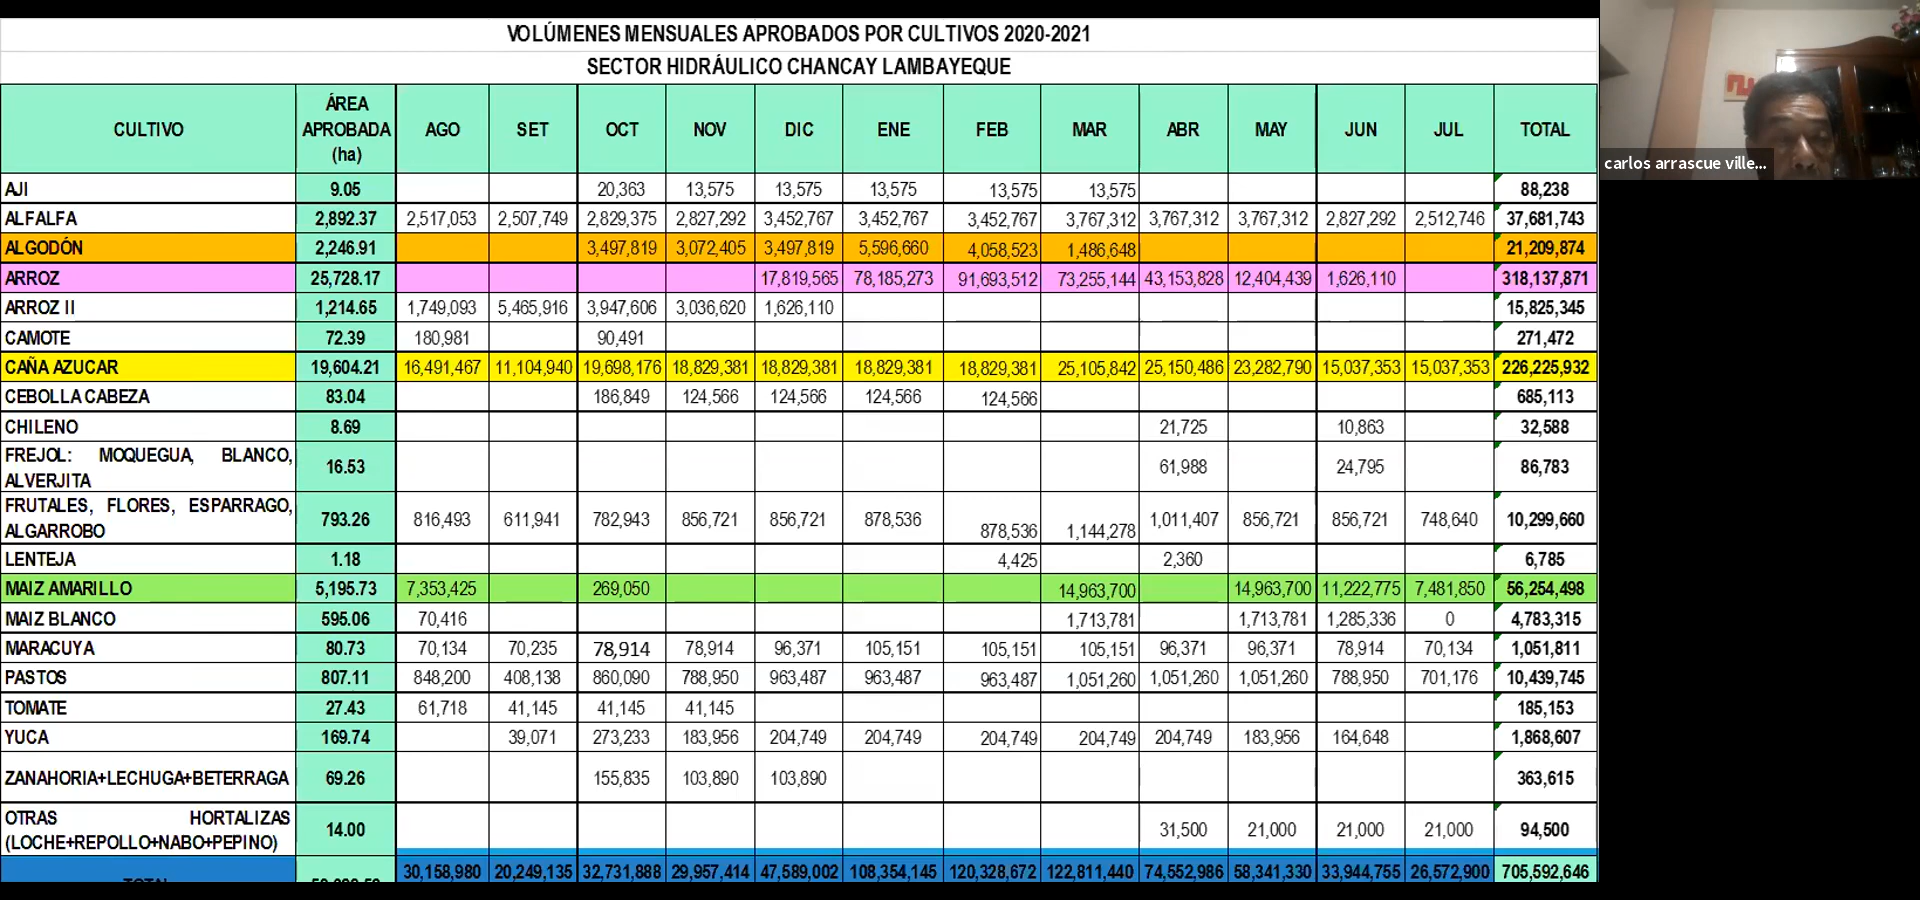 VOLÚMENES MENSUALES APROBADOS POR CULTIVOS 2020-2021
SECTOR HIDRÁULICO CHANCAY LAMBAYEQUE
CULTIVO ÁREA APROBADA (ha) AGO SET OCT NOV DIC ENE FEB MAR ABR MAY JUN JUL TOTAL
AJI 9.05 20,363 13,575 13,575 13,575 13,575 13,575 88,238
ALFALFA 2,892.37 2,517,053 2,507,749 2,829,375 2,827,292 3,452,767 3,452,767 3,452,767 3,767,312 3,767,312 3,767,312 2,827,292 2,512,746 37,681,743
ALGODÓN 2,246.91 3,497,819 3,072,405 3,497,819 5,596,660 4,058,523 1,486,648 21,209,874
ARROZ 25,728.17 17,819,565 78,185,273 91,693,512 73,255,144 43,153,828 12,404,439 1,626,110 318,137,871
ARROZ II 1,214.65 1,749,093 5,465,916 3,947,606 3,036,620 1,626,110 15,825,345
CAMOTE 72.39 180,981 90,491 271,472
CAÑA AZUCAR 19,604.21 16,491,467 11,104,940 19,698,176 18,829,381 18,829,381 18,829,381 18,829,381 25,105,842 25,150,486 23,282,790 15,037,353 15,037,353 226,225,932
CEBOLLA CABEZA 83.04 186,849 124,566 124,566 124,566 124,566 685,113
CHILENO 8.69 21,725 10,863 32,588
FREJOL: MOQUEGUA, BLANCO,
ALVERJITA 16.53 61,988 24,795 86,783
FRUTALES, FLORES, ESPARRAGO,
ALGARROBO 793.26 816,493 611,941 782,943 856,721 856,721 878,536 878,536 1,144,278 1,011,407 856,721 856,721 748,640 10,299,660
LENTEJA 1.18 4,425 2,360 6,785
MAIZ AMARILLO 5,195.73 7,353,425 269,050 14,963,700 14,963,700 11,222,775 7,481,850 56,254,498
MAIZ BLANCO 595.06 70,416 1,713,781 1,713,781 1,285,336 0 4,783,315
MARACUYA 80.73 70,134 70,235 78,914 78,914 96,371 105,151 105,151 105,151 96,371 96,371 78,914 70,134 1,051,811
PASTOS 807.11 848,200 408,138 860,090 788,950 963,487 963,487 963,487 1,051,260 1,051,260 1,051,260 788,950 701,176 10,439,745
TOMATE 27.43 61,718 41,145 41,145 41,145 185,153
YUCA 169.74 39,071 273,233 183,956 204,749 204,749 204,749 204,749 204,749 183,956 164,648 1,868,607
ZANAHORIA+LECHUGA+BETERRAGA 69.26 155,835 103,890 103,890 363,615
OTRAS HORTALIZAS
(LOCHE+REPOLLO+NABO+PEPINO) 14.00 31,500 21,000 21,000 21,000 94,500
TOTAL 30,158,980 20,249,135 32,731,888 29,957,414 47,589,002 108,354,145 120,328,672 122,811,440 74,552,986 58,341,330 33,944,755 26,572,900 705,592,646
carlos arrascue ville...